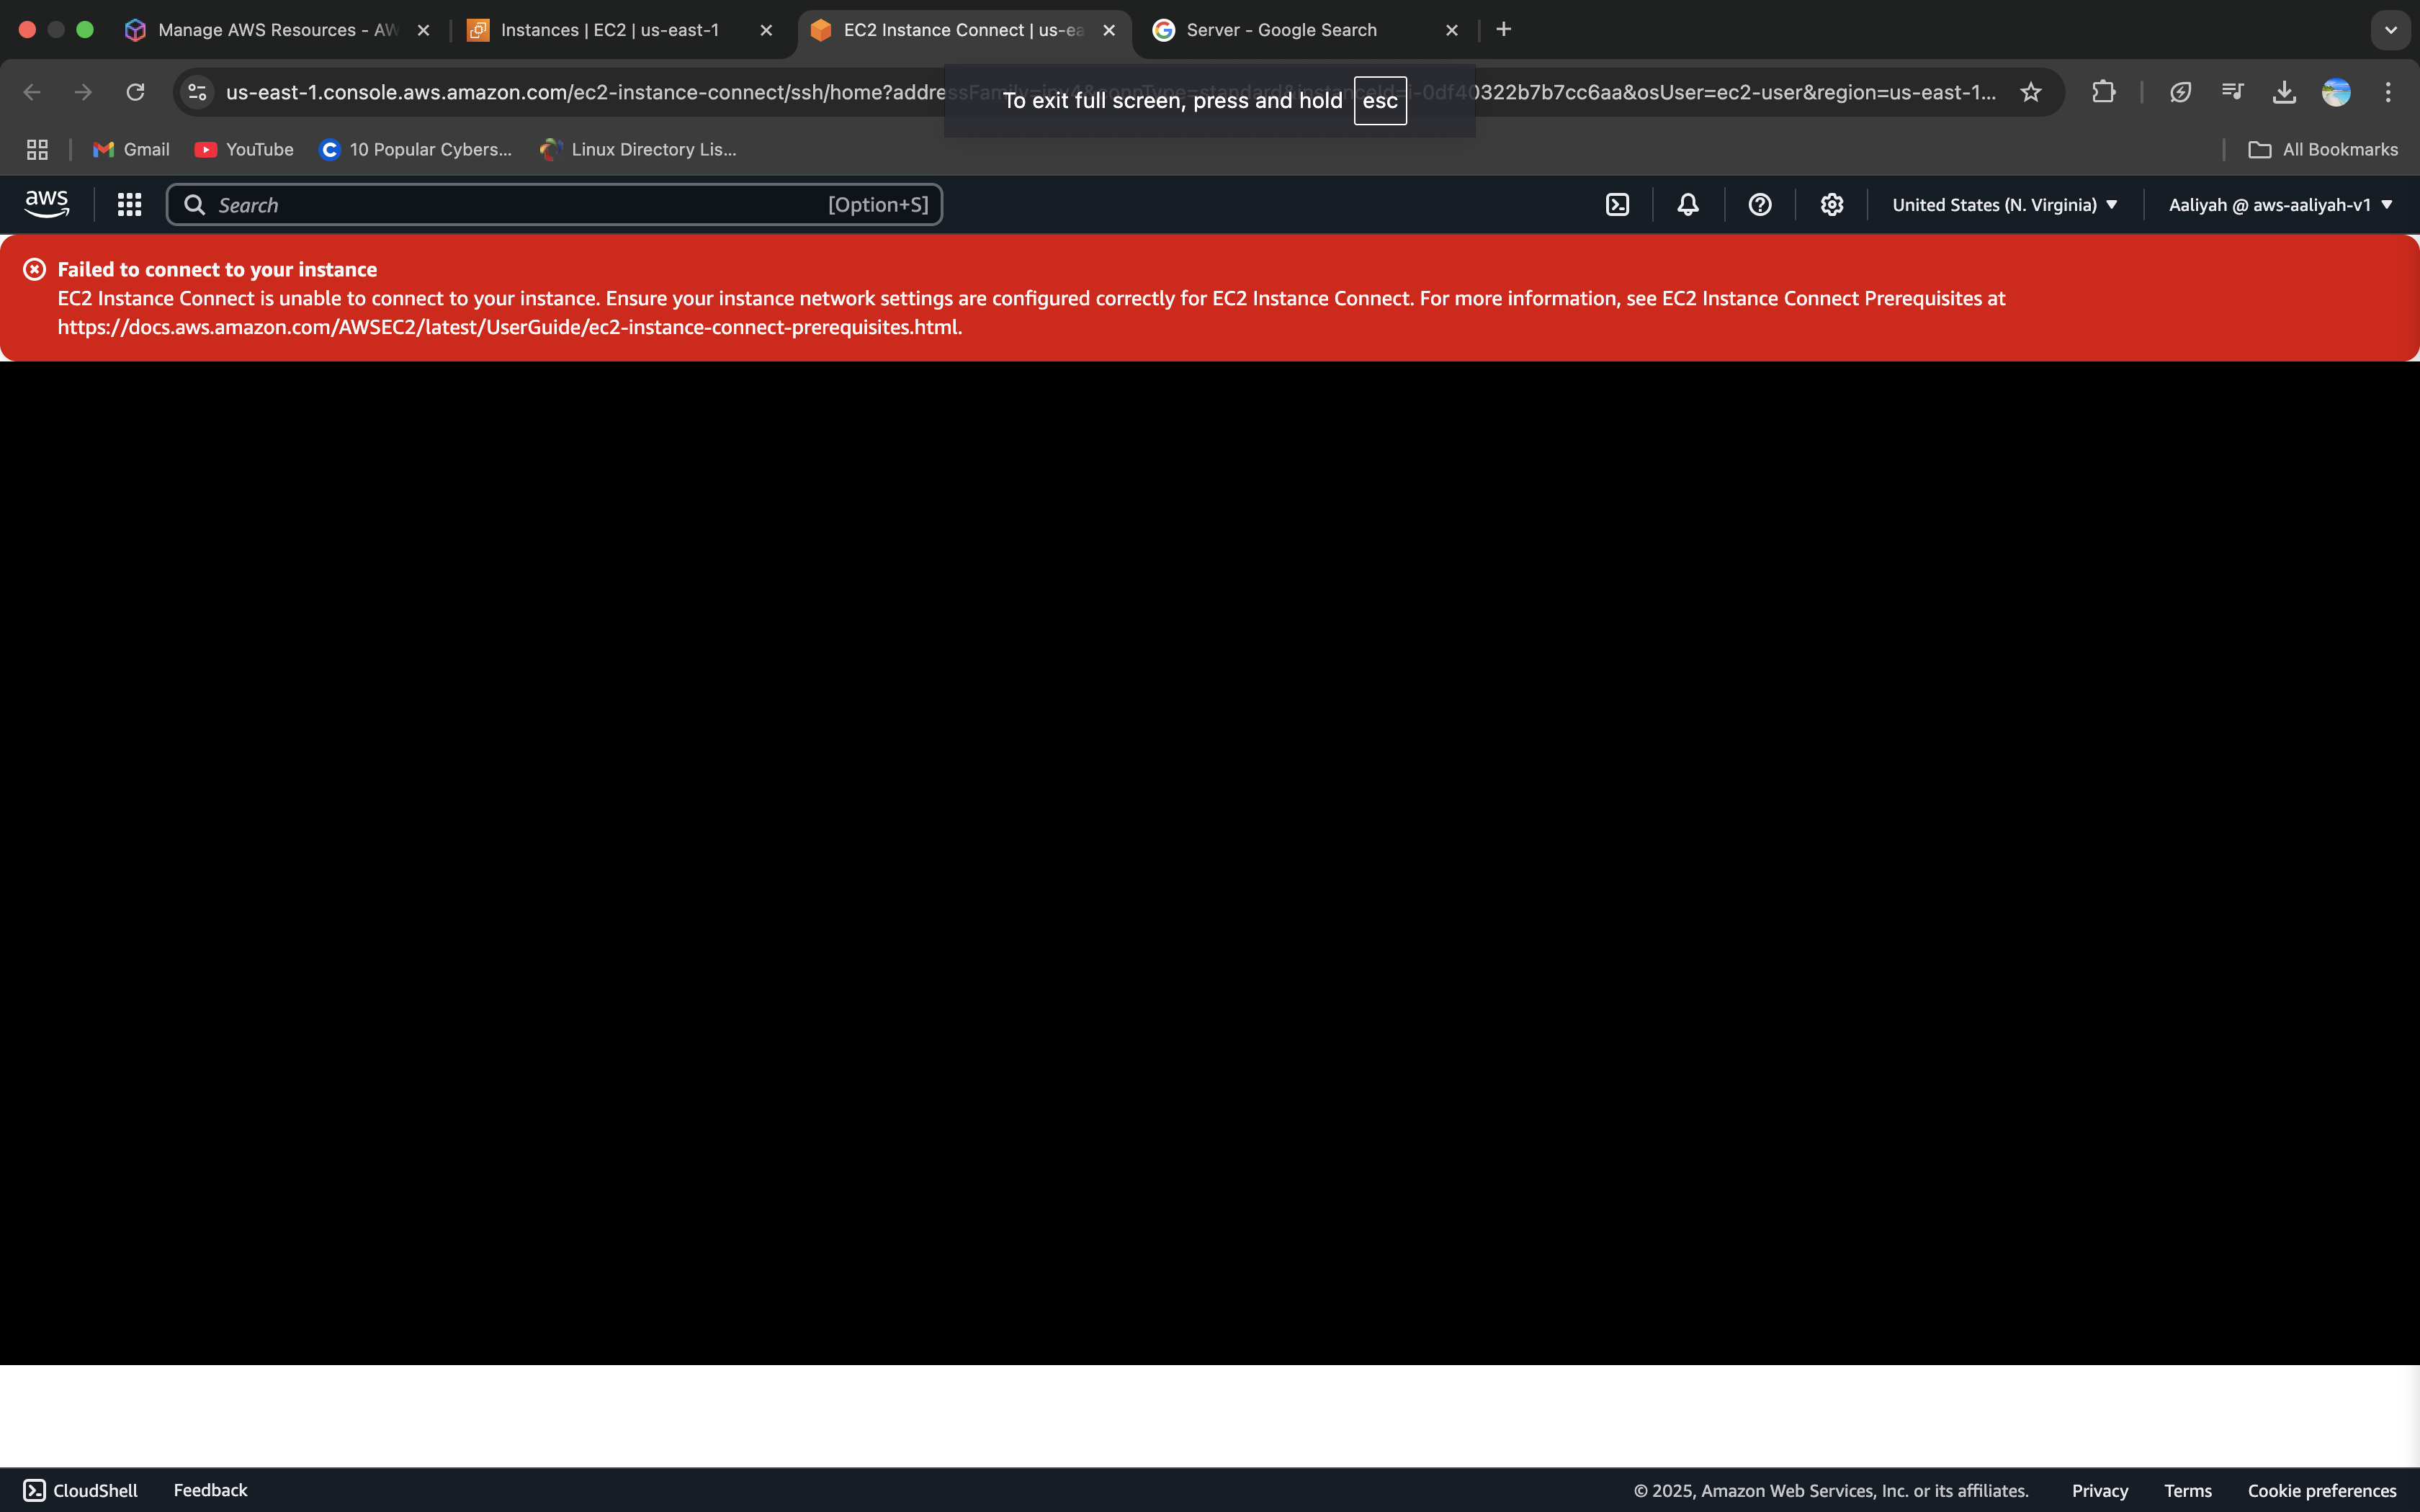 Manage AWS Resources - AW
Instances | EC2 | us-east-1
EC2 Instance Connect | us-ea
Server - Google Search
us-east-1.console.aws.amazon.com/ec2-instance-connect/ssh/home?addressFamily=ipv4&connType=standard&instanceId=i-0df40322b7b7cc6aa&osUser=ec2-user&region=us-east-1...
To exit full screen, press and hold esc
Gmail
YouTube
10 Popular Cybers...
Linux Directory Lis...
All Bookmarks
aws
Search
[Option+S]
United States (N. Virginia)
Aaliyah @ aws-aaliyah-v1
Failed to connect to your instance
EC2 Instance Connect is unable to connect to your instance. Ensure your instance network settings are configured correctly for EC2 Instance Connect. For more information, see EC2 Instance Connect Prerequisites at
https://docs.aws.amazon.com/AWSEC2/latest/UserGuide/ec2-instance-connect-prerequisites.html.
CloudShell
Feedback
© 2025, Amazon Web Services, Inc. or its affiliates.
Privacy
Terms
Cookie preferences